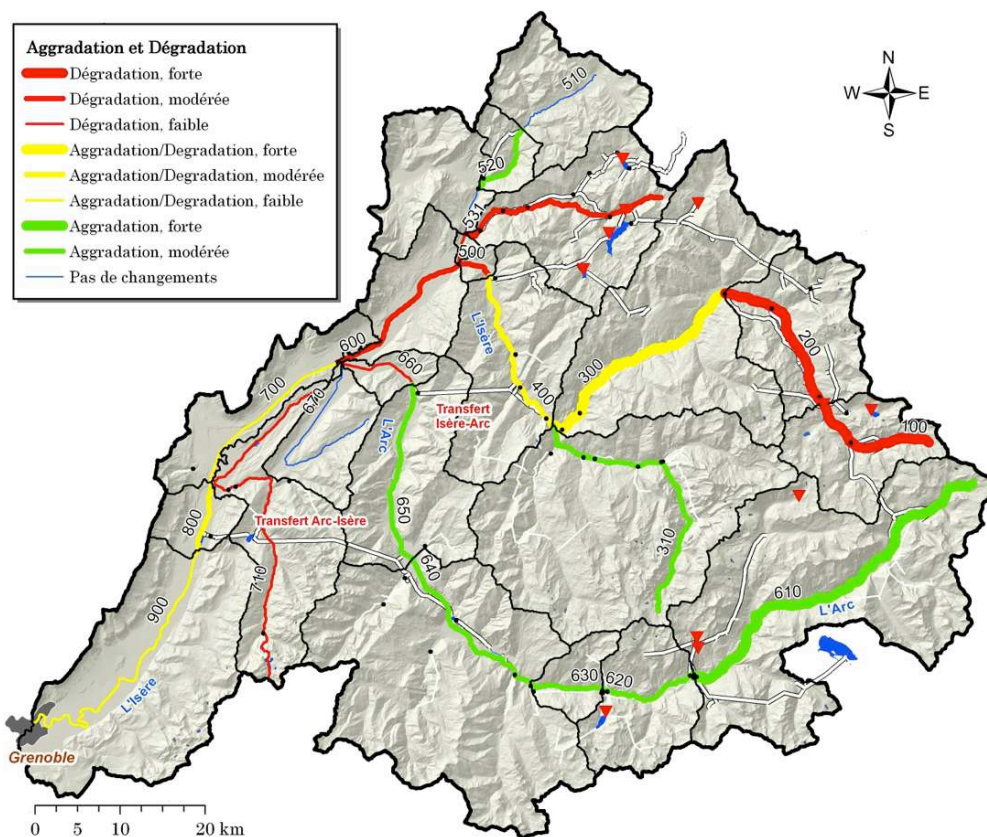 Aggradation et Dégradation
Dégradation, forte
Dégradation, modérée
Dégradation, faible
Aggradation/Degradation, forte
Aggradation/Degradation, modérée
Aggradation/Degradation, faible
Aggradation, forte
Aggradation, modérée
Pas de changements
N
W E
S
510
520
531
500
600
L'Isère
200
300
660
700
670
400
100
Transfert
Isère-Arc
L'Arc
650
Transfert Arc-Isère
800
310
640
710
610
L'Arc
900
630
620
L'Isère
Grenoble
0 5 10 20 km